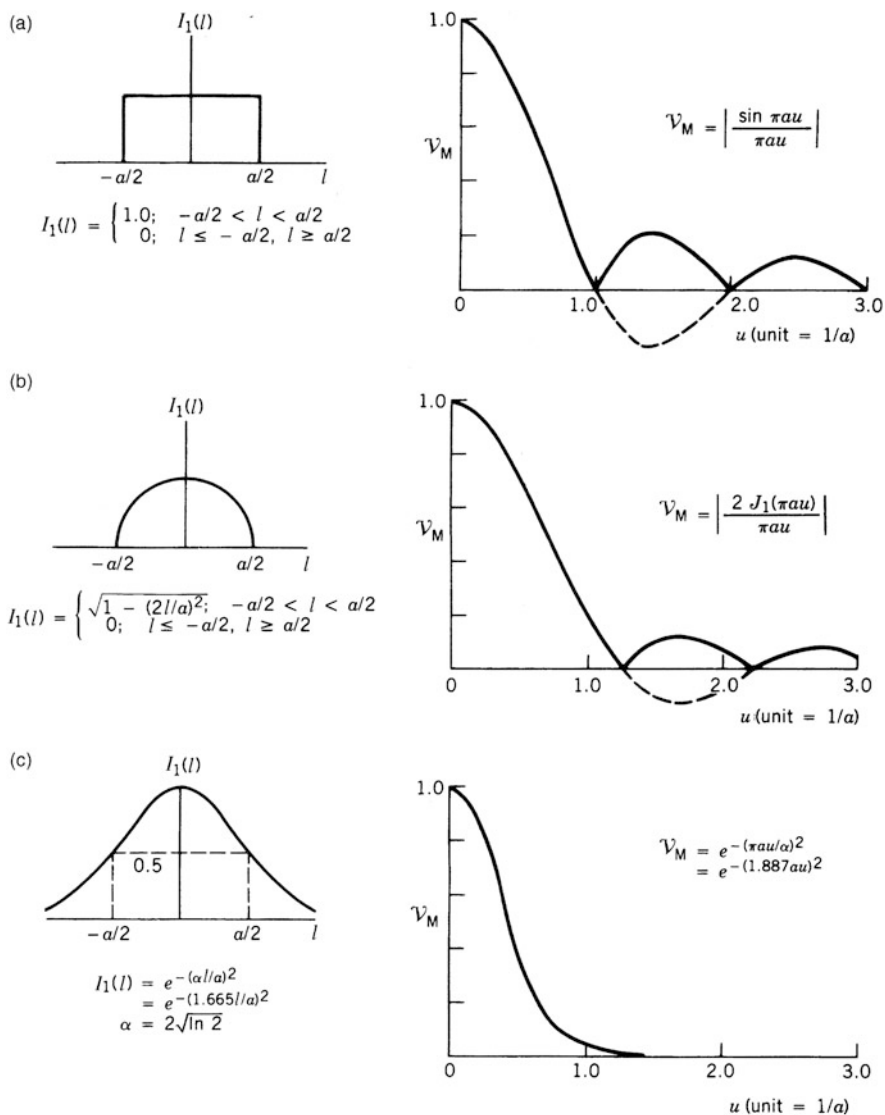 (a)
I₁(l)
-a/2 a/2 l
I₁(l) = { 1.0; -a/2 < l < a/2
0; l ≤ - a/2, l ≥ a/2
1.0
𝒱_M
𝒱_M = | sin πau / πau |
0 1.0 2.0 3.0
u (unit = 1/a)
(b)
I₁(l)
-a/2 a/2 l
I₁(l) = { √(1 - (2l/a)²); -a/2 < l < a/2
0; l ≤ -a/2, l ≥ a/2
1.0
𝒱_M
𝒱_M = | 2 J₁(πau) / πau |
0 1.0 2.0 3.0
u (unit = 1/a)
(c)
I₁(l)
0.5
-a/2 a/2 l
I₁(l) = e^-(αl/a)²
= e^-(1.665l/a)²
α = 2√ln 2
1.0
𝒱_M
𝒱_M = e^-(πau/α)²
= e^-(1.887au)²
0 1.0 2.0 3.0
u (unit = 1/a)